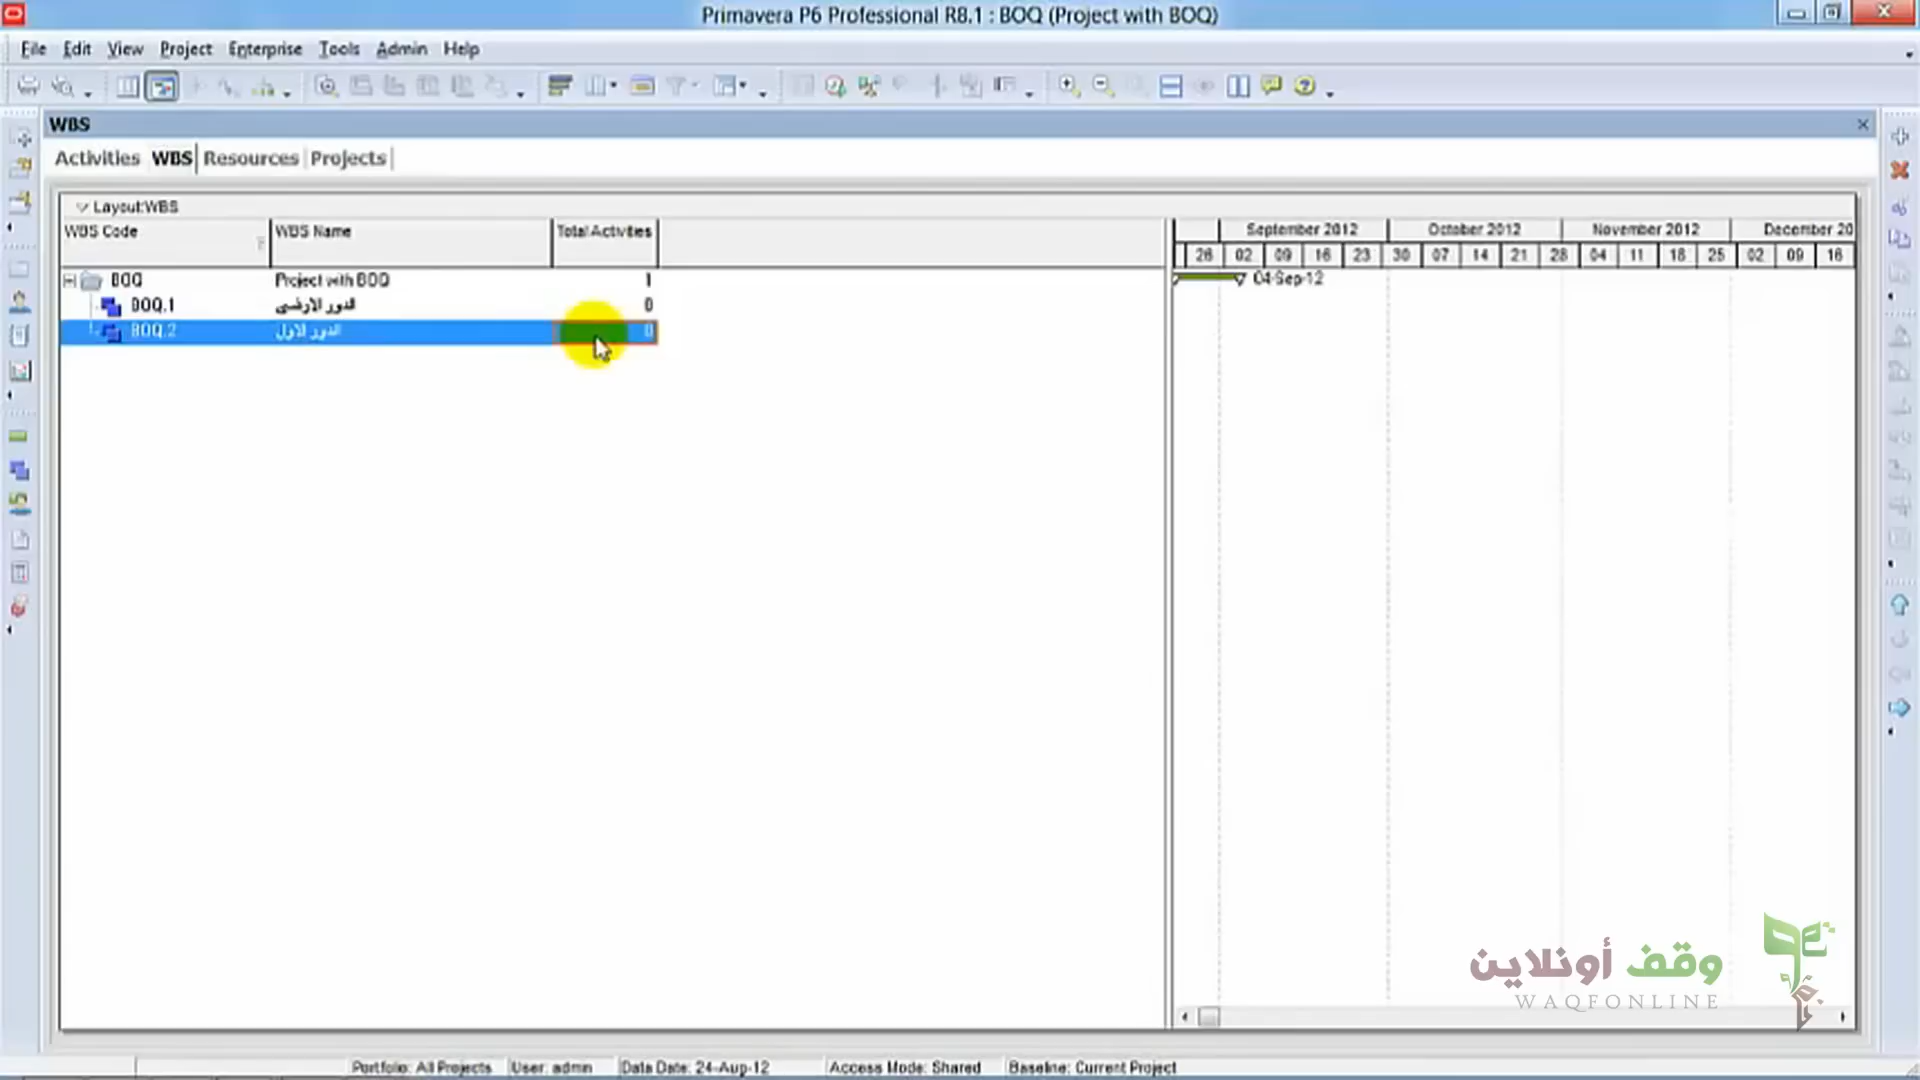 Primavera P6 Professional R8.1 : BOQ (Project with BOQ)
File Edit View Project Enterprise Tools Admin Help
WBS
Activities WBS Resources Projects
Layout:WBS
WBS Code WBS Name Total Activities
September 2012 October 2012 November 2012 December 20
26 02 09 16 23 30 07 14 21 28 04 11 18 25 02 09 16
BOQ Project with BOQ 1 04-Sep-12
BOQ.1 الدور الارضى 0
BOQ.2 الدور الاول 0
وقف أونلاين
WAQFONLINE
Portfolio: All Projects User: admin Data Date: 24-Aug-12 Access Mode: Shared Baseline: Current Project